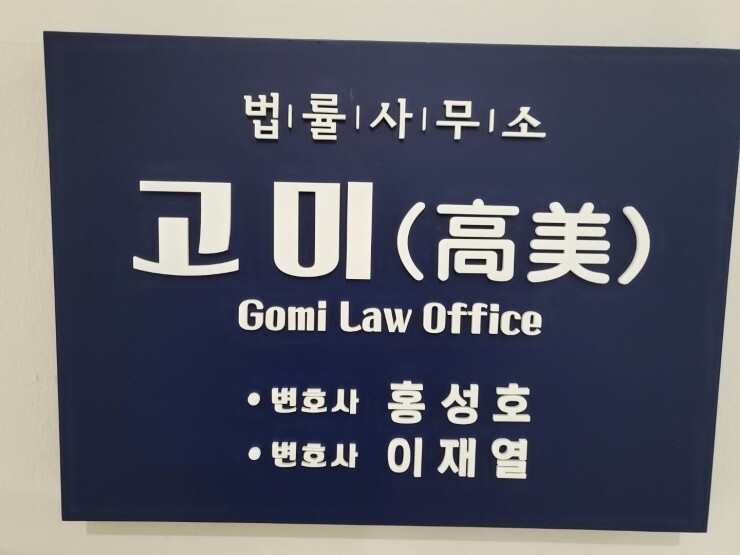 법|률|사|무|소
고미(高美)
Gomi Law Office
• 변호사 홍성호
• 변호사 이재열